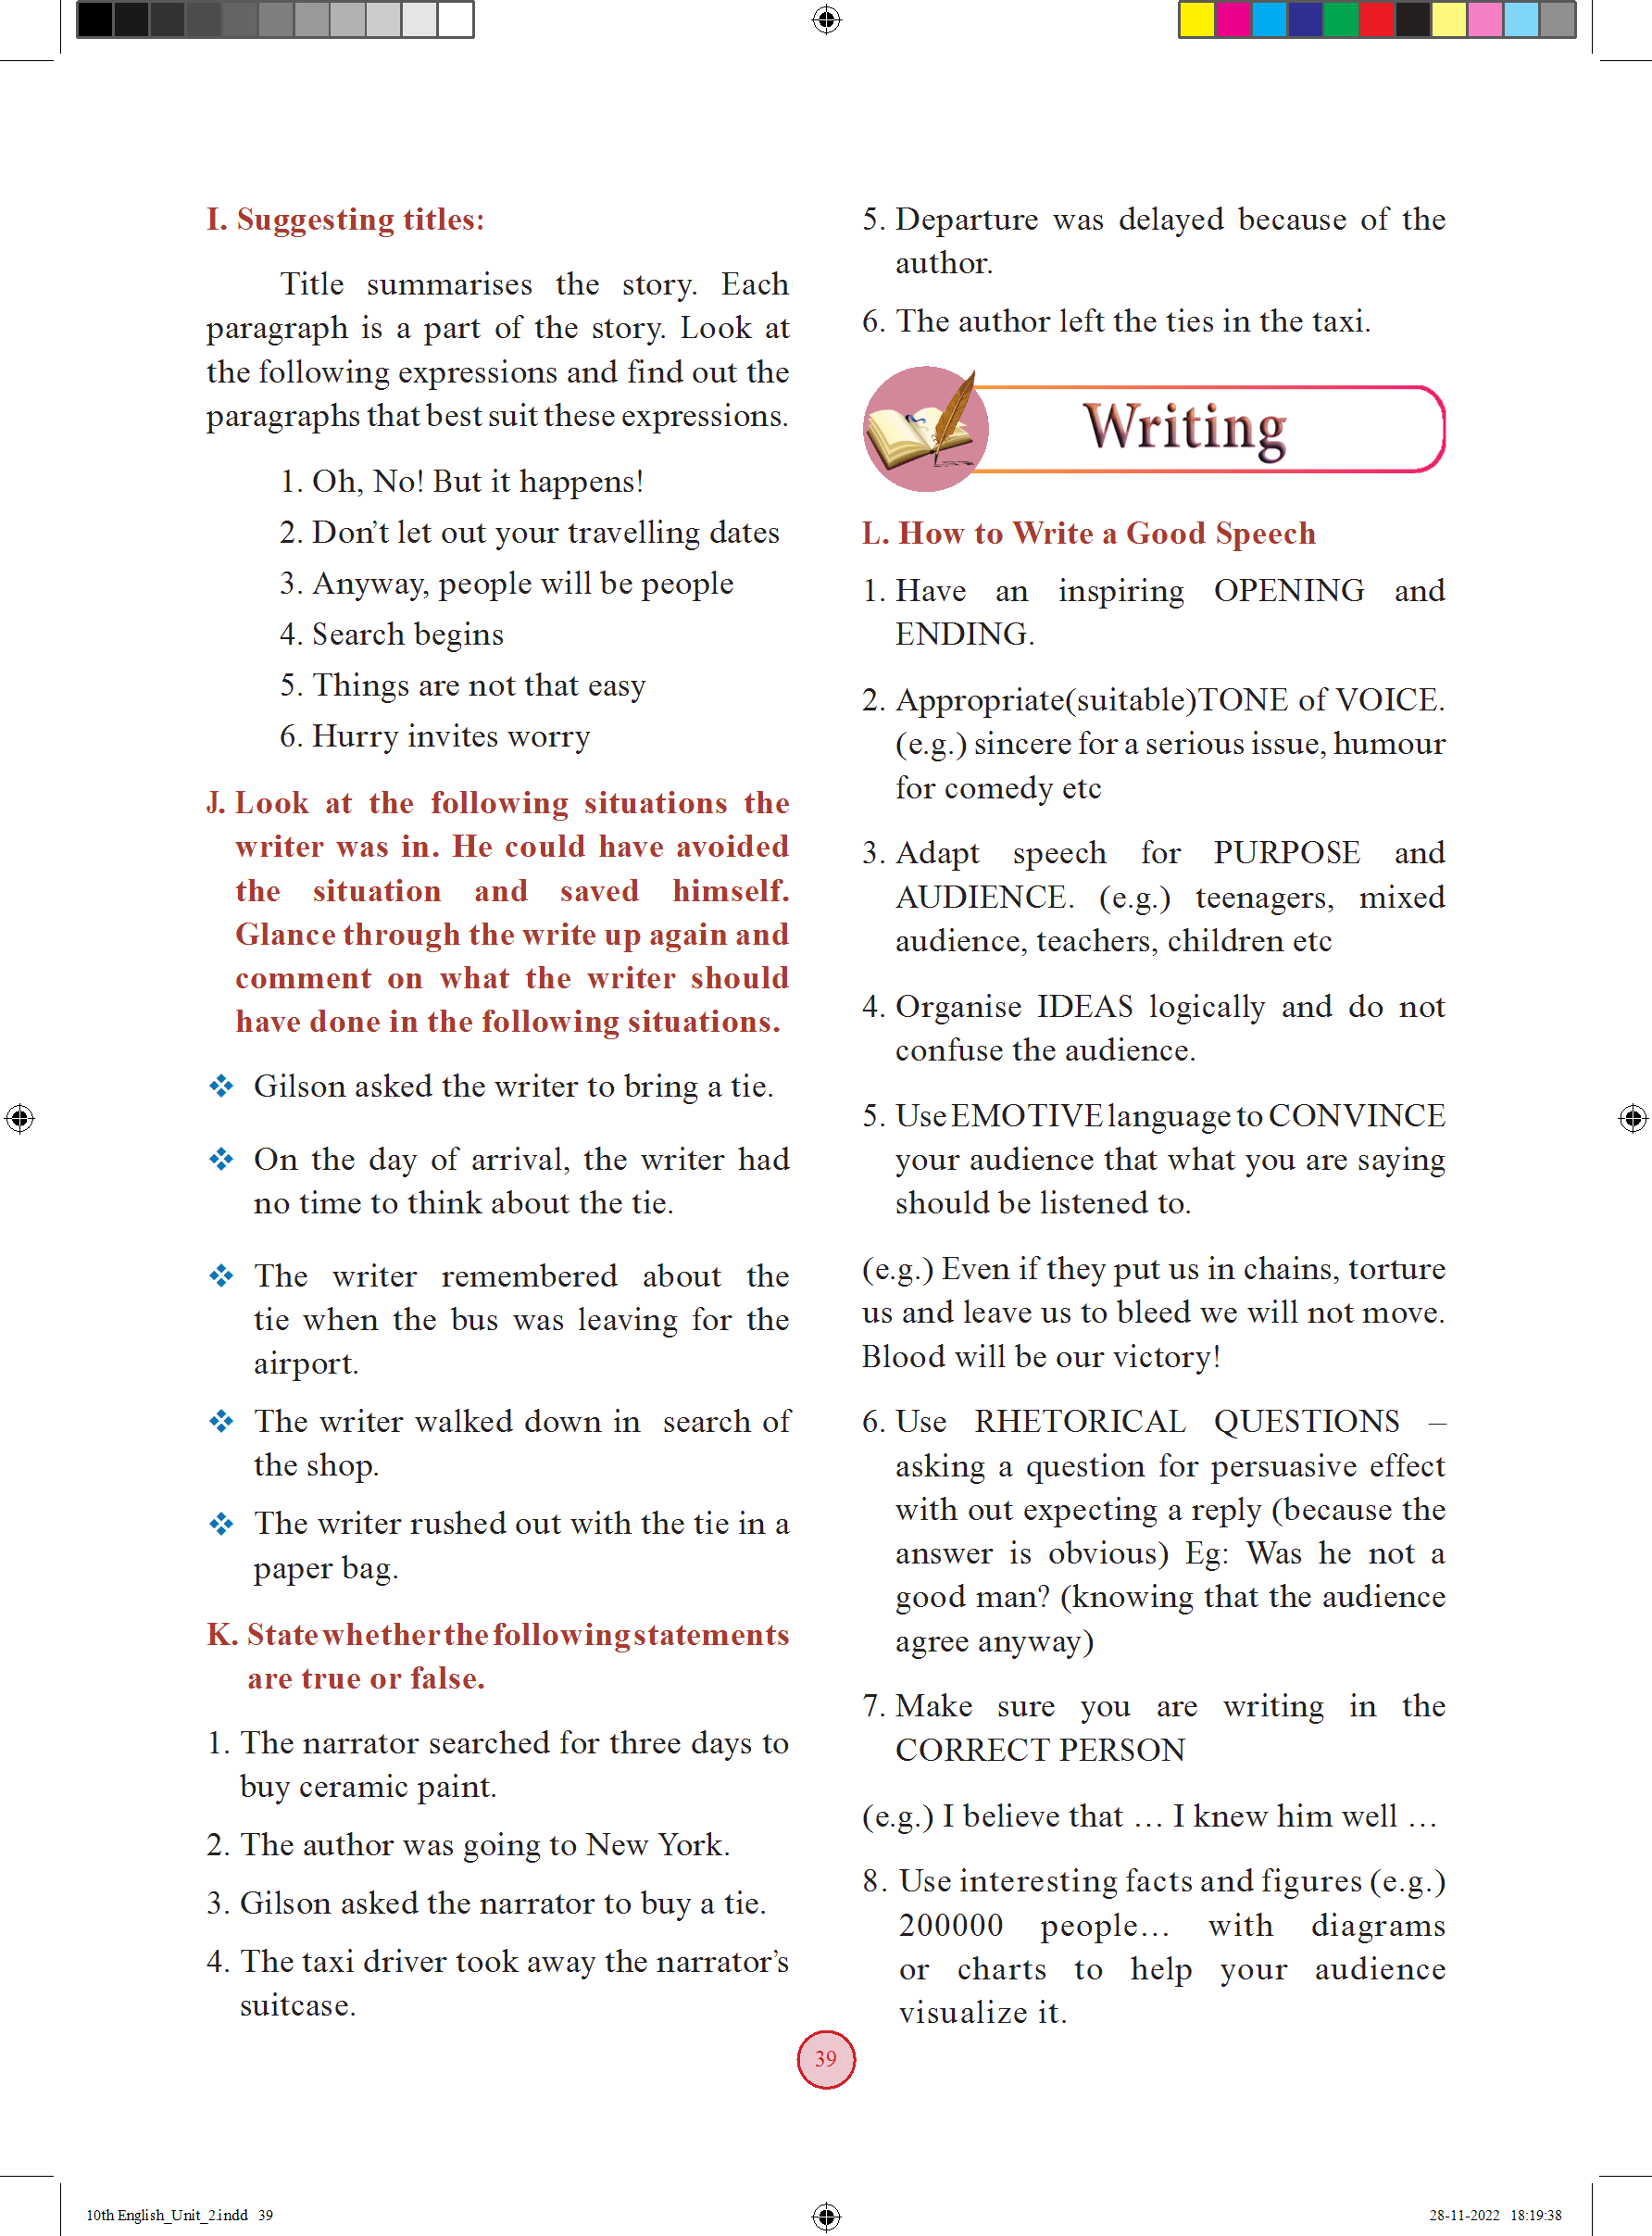 I. Suggesting titles:
Title summarises the story. Each
paragraph is a part of the story. Look at
the following expressions and find out the
paragraphs that best suit these expressions.
1. Oh, No! But it happens!
2. Don’t let out your travelling dates
3. Anyway, people will be people
4. Search begins
5. Things are not that easy
6. Hurry invites worry
J. Look at the following situations the
writer was in. He could have avoided
the situation and saved himself.
Glance through the write up again and
comment on what the writer should
have done in the following situations.
❖ Gilson asked the writer to bring a tie.
❖ On the day of arrival, the writer had
no time to think about the tie.
❖ The writer remembered about the
tie when the bus was leaving for the
airport.
❖ The writer walked down in search of
the shop.
❖ The writer rushed out with the tie in a
paper bag.
K. State whether the following statements
are true or false.
1. The narrator searched for three days to
buy ceramic paint.
2. The author was going to New York.
3. Gilson asked the narrator to buy a tie.
4. The taxi driver took away the narrator’s
suitcase.
5. Departure was delayed because of the
author.
6. The author left the ties in the taxi.
Writing
L. How to Write a Good Speech
1. Have an inspiring OPENING and
ENDING.
2. Appropriate(suitable)TONE of VOICE.
(e.g.) sincere for a serious issue, humour
for comedy etc
3. Adapt speech for PURPOSE and
AUDIENCE. (e.g.) teenagers, mixed
audience, teachers, children etc
4. Organise IDEAS logically and do not
confuse the audience.
5. Use EMOTIVE language to CONVINCE
your audience that what you are saying
should be listened to.
(e.g.) Even if they put us in chains, torture
us and leave us to bleed we will not move.
Blood will be our victory!
6. Use RHETORICAL QUESTIONS –
asking a question for persuasive effect
with out expecting a reply (because the
answer is obvious) Eg: Was he not a
good man? (knowing that the audience
agree anyway)
7. Make sure you are writing in the
CORRECT PERSON
(e.g.) I believe that … I knew him well …
8. Use interesting facts and figures (e.g.)
200000 people… with diagrams
or charts to help your audience
visualize it.
39
10th English_Unit_2.indd 39
28-11-2022 18:19:38